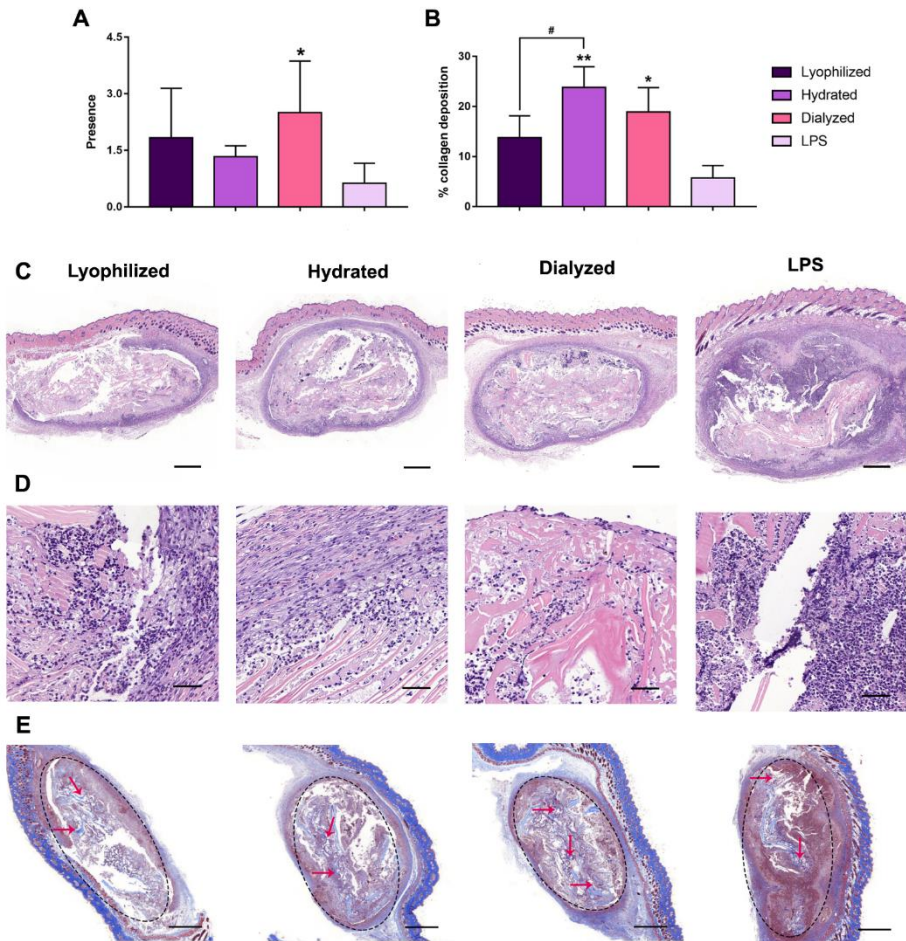 A
4.5
3.0
1.5
0.0
Presence
*
B
30
20
10
0
% collagen deposition
#
**
*
Lyophilized
Hydrated
Dialyzed
LPS
C
Lyophilized
Hydrated
Dialyzed
LPS
D
E